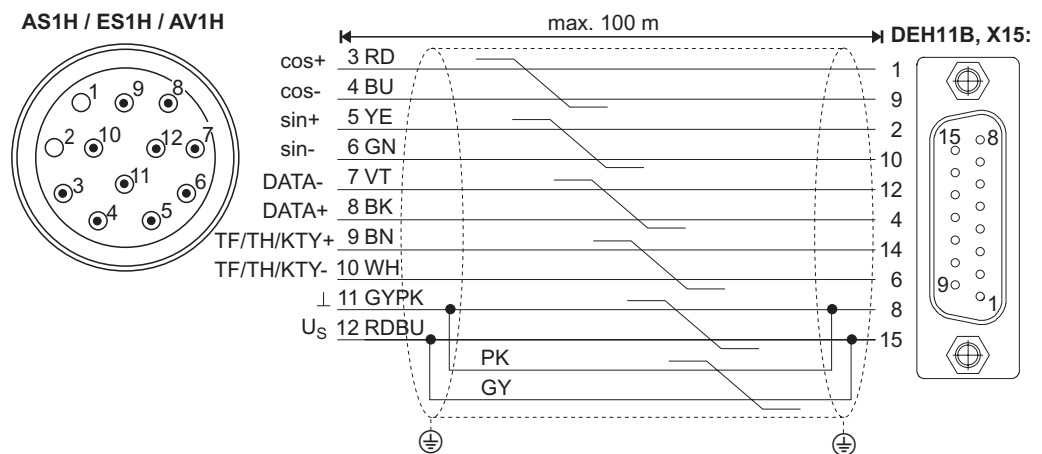 AS1H / ES1H / AV1H
max. 100 m
DEH11B, X15:
cos+ 3 RD 1
cos- 4 BU 9
sin+ 5 YE 2
sin- 6 GN 10
DATA- 7 VT 12
DATA+ 8 BK 4
TF/TH/KTY+ 9 BN 14
TF/TH/KTY- 10 WH 6
⊥ 11 GYPK 8
US 12 RDBU 15
PK
GY
1 9 8
2 10 12 7
3 11 6
4 5
15 8
9 1